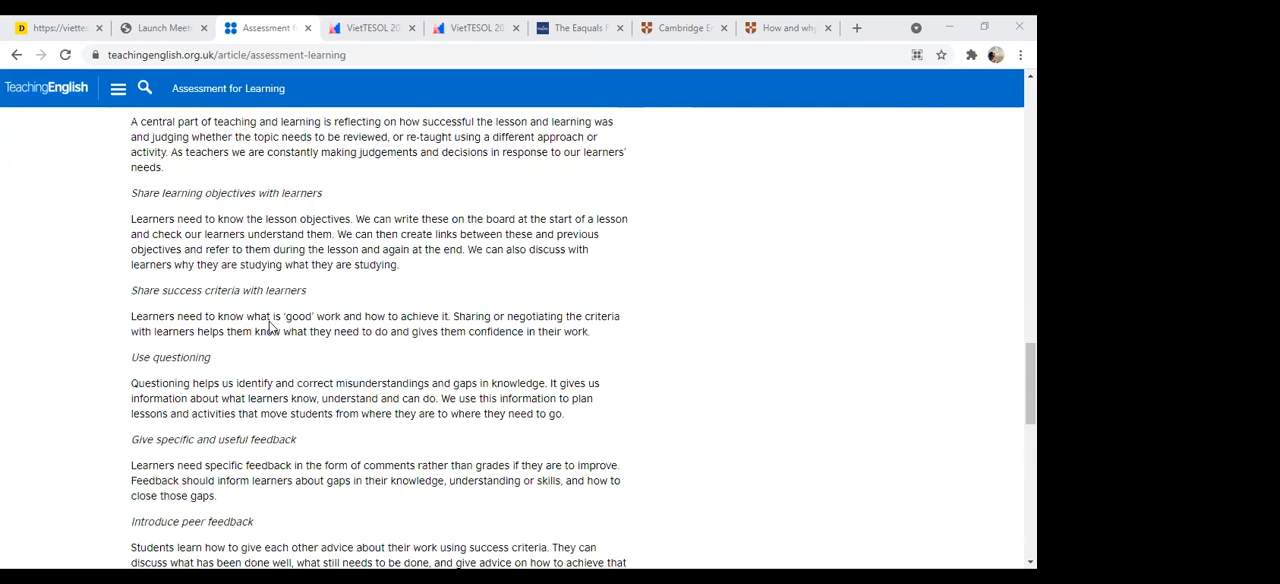 https://viettes
Launch Meeti
Assessment f
VietTESOL 20
VietTESOL 20
The Eaquals F
Cambridge En
How and why
teachingenglish.org.uk/article/assessment-learning
TeachingEnglish
Assessment for Learning
A central part of teaching and learning is reflecting on how successful the lesson and learning was
and judging whether the topic needs to be reviewed, or re-taught using a different approach or
activity. As teachers we are constantly making judgements and decisions in response to our learners'
needs.
Share learning objectives with learners
Learners need to know the lesson objectives. We can write these on the board at the start of a lesson
and check our learners understand them. We can then create links between these and previous
objectives and refer to them during the lesson and again at the end. We can also discuss with
learners why they are studying what they are studying.
Share success criteria with learners
Learners need to know what is ‘good’ work and how to achieve it. Sharing or negotiating the criteria
with learners helps them know what they need to do and gives them confidence in their work.
Use questioning
Questioning helps us identify and correct misunderstandings and gaps in knowledge. It gives us
information about what learners know, understand and can do. We use this information to plan
lessons and activities that move students from where they are to where they need to go.
Give specific and useful feedback
Learners need specific feedback in the form of comments rather than grades if they are to improve.
Feedback should inform learners about gaps in their knowledge, understanding or skills, and how to
close those gaps.
Introduce peer feedback
Students learn how to give each other advice about their work using success criteria. They can
discuss what has been done well, what still needs to be done, and give advice on how to achieve that